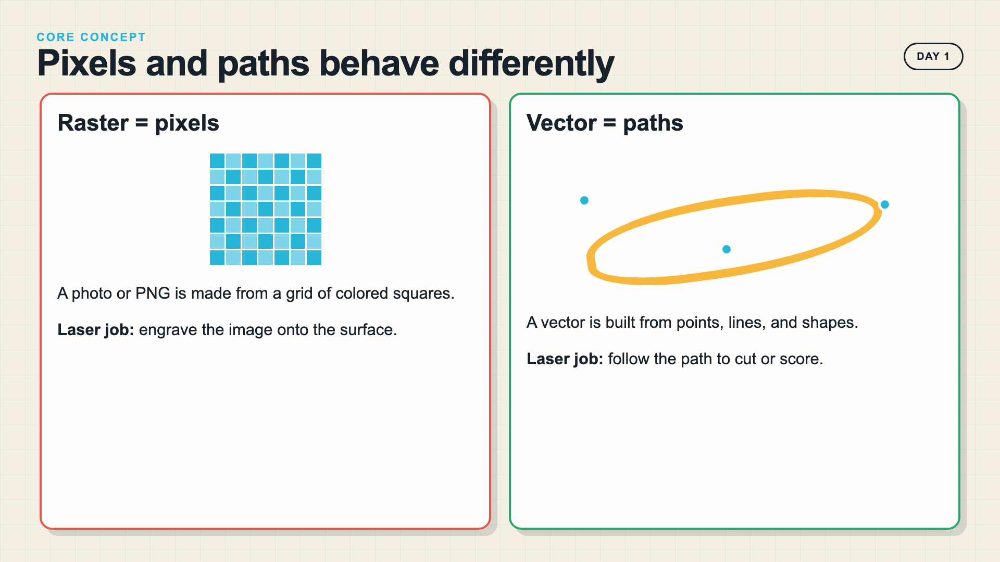 CORE CONCEPT
Pixels and paths behave differently
DAY 1
Raster = pixels
A photo or PNG is made from a grid of colored squares.
Laser job: engrave the image onto the surface.
Vector = paths
A vector is built from points, lines, and shapes.
Laser job: follow the path to cut or score.